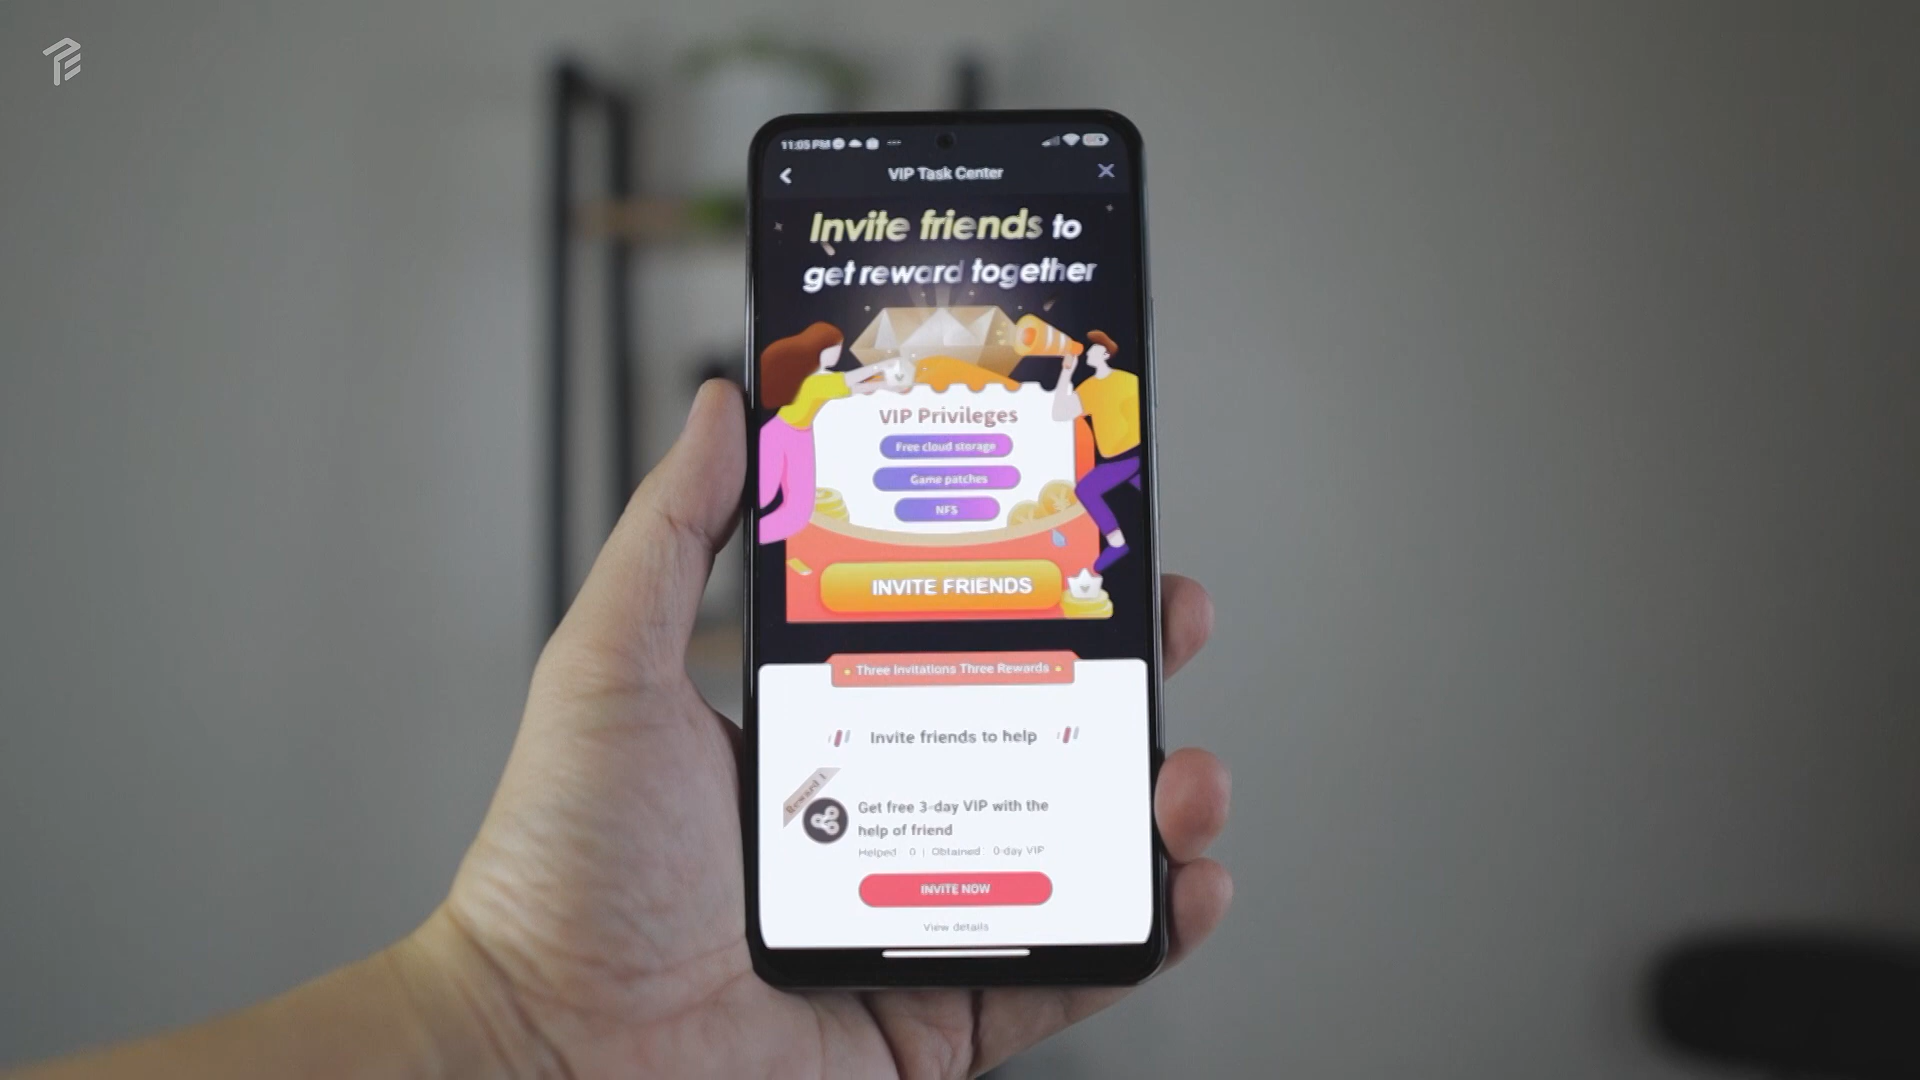 11:05 PM
VIP Task Center
Invite friends to
get reward together
VIP Privileges
Free cloud storage
Game patches
NFS
INVITE FRIENDS
Three Invitations Three Rewards
Invite friends to help
Reward 1
Get free 3-day VIP with the
help of friend
Helped 0 | Obtained 0-day VIP
INVITE NOW
View details